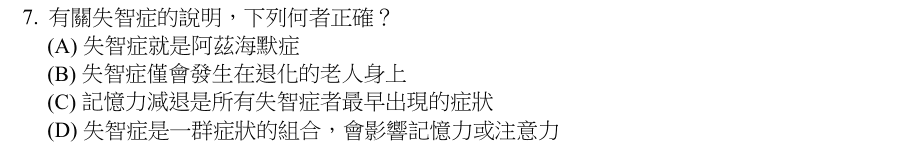 7. 有關失智症的說明，下列何者正確？
(A) 失智症就是阿茲海默症
(B) 失智症僅會發生在退化的老人身上
(C) 記憶力減退是所有失智症者最早出現的症狀
(D) 失智症是一群症狀的組合，會影響記憶力或注意力